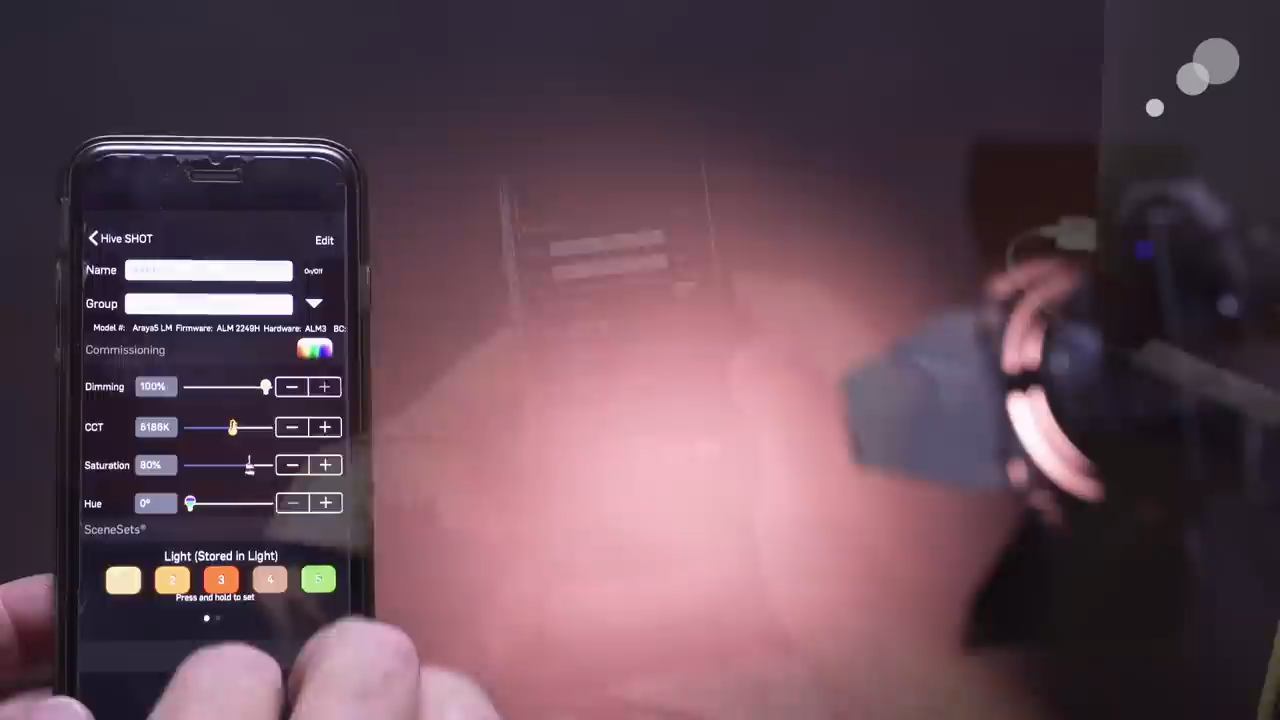 Hive SHOT
Edit
Name
On/Off
Group
Model #: Araya5 LM Firmware: ALM 2249H Hardware: ALM3 BC:
Commissioning
Dimming 100% − +
CCT 5186K − +
Saturation 80% − +
Hue 0° − +
SceneSets®
Light (Stored in Light)
2 3 4 5
Press and hold to set